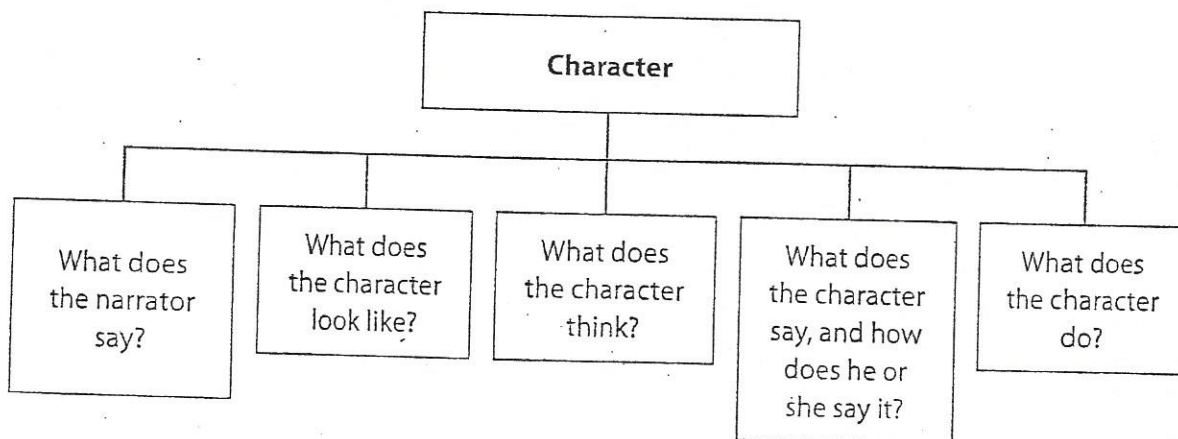 Character
What does
the narrator
say?
What does
the character
look like?
What does
the character
think?
What does
the character
say, and how
does he or
she say it?
What does
the character
do?